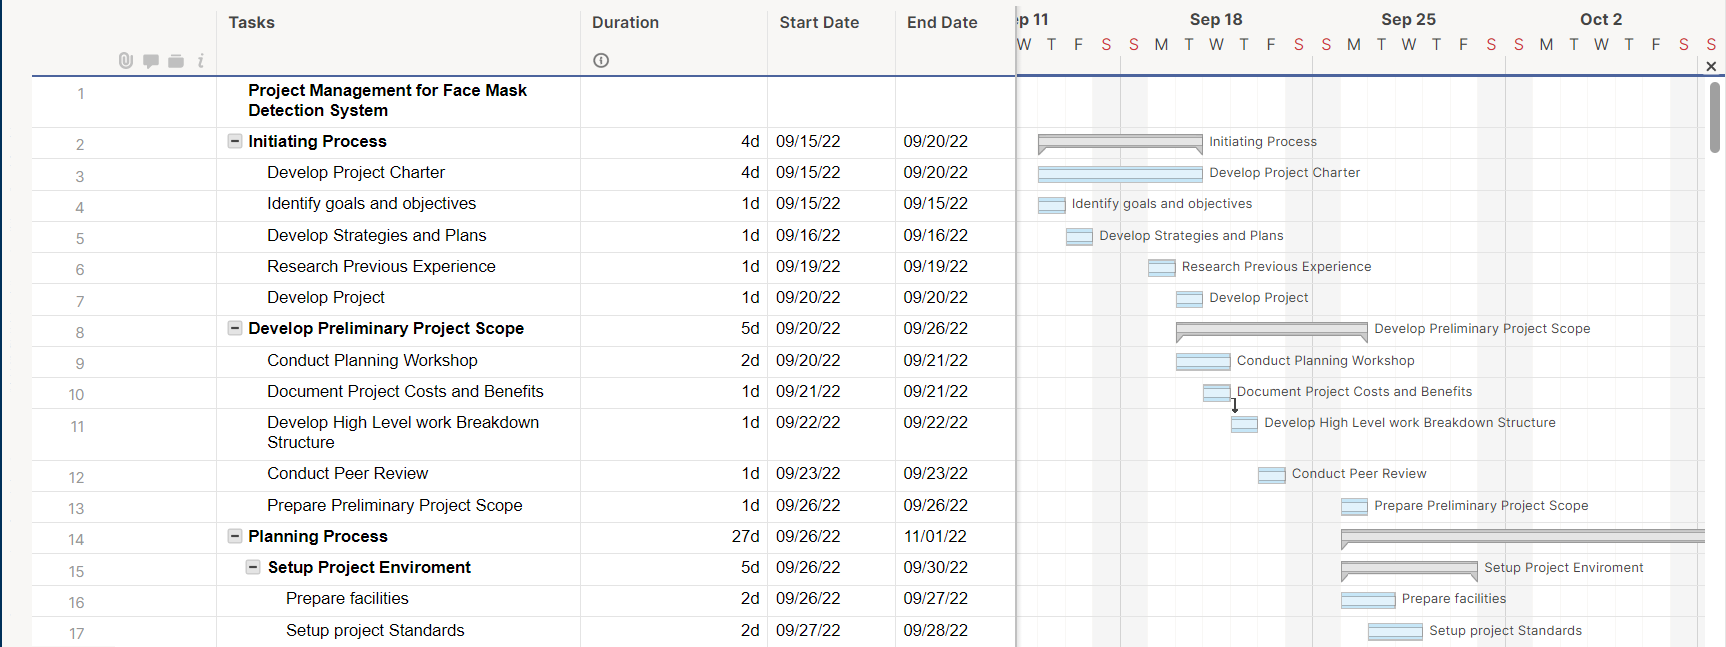 Tasks Duration Start Date End Date p 11 Sep 18 Sep 25 Oct 2
W T F S S M T W T F S S M T W T F S S M T W T F S S
1 Project Management for Face Mask
Detection System
2 Initiating Process 4d 09/15/22 09/20/22 Initiating Process
3 Develop Project Charter 4d 09/15/22 09/20/22 Develop Project Charter
4 Identify goals and objectives 1d 09/15/22 09/15/22 Identify goals and objectives
5 Develop Strategies and Plans 1d 09/16/22 09/16/22 Develop Strategies and Plans
6 Research Previous Experience 1d 09/19/22 09/19/22 Research Previous Experience
7 Develop Project 1d 09/20/22 09/20/22 Develop Project
8 Develop Preliminary Project Scope 5d 09/20/22 09/26/22 Develop Preliminary Project Scope
9 Conduct Planning Workshop 2d 09/20/22 09/21/22 Conduct Planning Workshop
10 Document Project Costs and Benefits 1d 09/21/22 09/21/22 Document Project Costs and Benefits
11 Develop High Level work Breakdown 1d 09/22/22 09/22/22 Develop High Level work Breakdown Structure
Structure
12 Conduct Peer Review 1d 09/23/22 09/23/22 Conduct Peer Review
13 Prepare Preliminary Project Scope 1d 09/26/22 09/26/22 Prepare Preliminary Project Scope
14 Planning Process 27d 09/26/22 11/01/22
15 Setup Project Enviroment 5d 09/26/22 09/30/22 Setup Project Enviroment
16 Prepare facilities 2d 09/26/22 09/27/22 Prepare facilities
17 Setup project Standards 2d 09/27/22 09/28/22 Setup project Standards